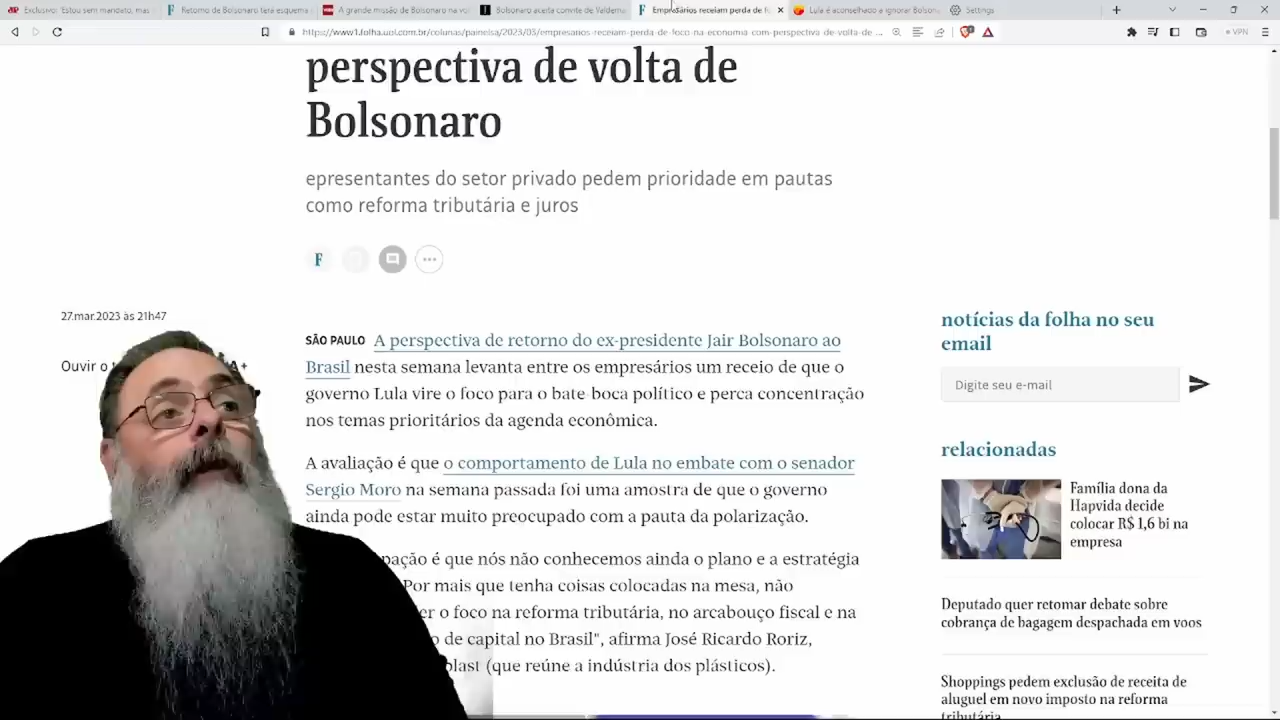 Exclusivo: "Estou sem mandato, mas
Retorno de Bolsonaro terá esquema
A grande missão de Bolsonaro na vo
Bolsonaro aceita convite de Valdema
Empresários receiam perda de
Lula é aconselhado a ignorar Bolson
Settings
https://www1.folha.uol.com.br/colunas/painelsa/2023/03/empresarios-receiam-perda-de-foco-na-economia-com-perspectiva-de-volta-de ...
VPN
perspectiva de volta de
Bolsonaro
epresentantes do setor privado pedem prioridade em pautas
como reforma tributária e juros
F
27.mar.2023 às 21h47
Ouvir o
A+
SÃO PAULO A perspectiva de retorno do ex-presidente Jair Bolsonaro ao
Brasil nesta semana levanta entre os empresários um receio de que o
governo Lula vire o foco para o bate-boca político e perca concentração
nos temas prioritários da agenda econômica.
A avaliação é que o comportamento de Lula no embate com o senador
Sergio Moro na semana passada foi uma amostra de que o governo
ainda pode estar muito preocupado com a pauta da polarização.
pação é que nós não conhecemos ainda o plano e a estratégia
Por mais que tenha coisas colocadas na mesa, não
er o foco na reforma tributária, no arcabouço fiscal e na
o de capital no Brasil", afirma José Ricardo Roriz,
plast (que reúne a indústria dos plásticos).
notícias da folha no seu
email
Digite seu e-mail
relacionadas
Família dona da
Hapvida decide
colocar R$ 1,6 bi na
empresa
Deputado quer retomar debate sobre
cobrança de bagagem despachada em voos
Shoppings pedem exclusão de receita de
aluguel em novo imposto na reforma
tributária